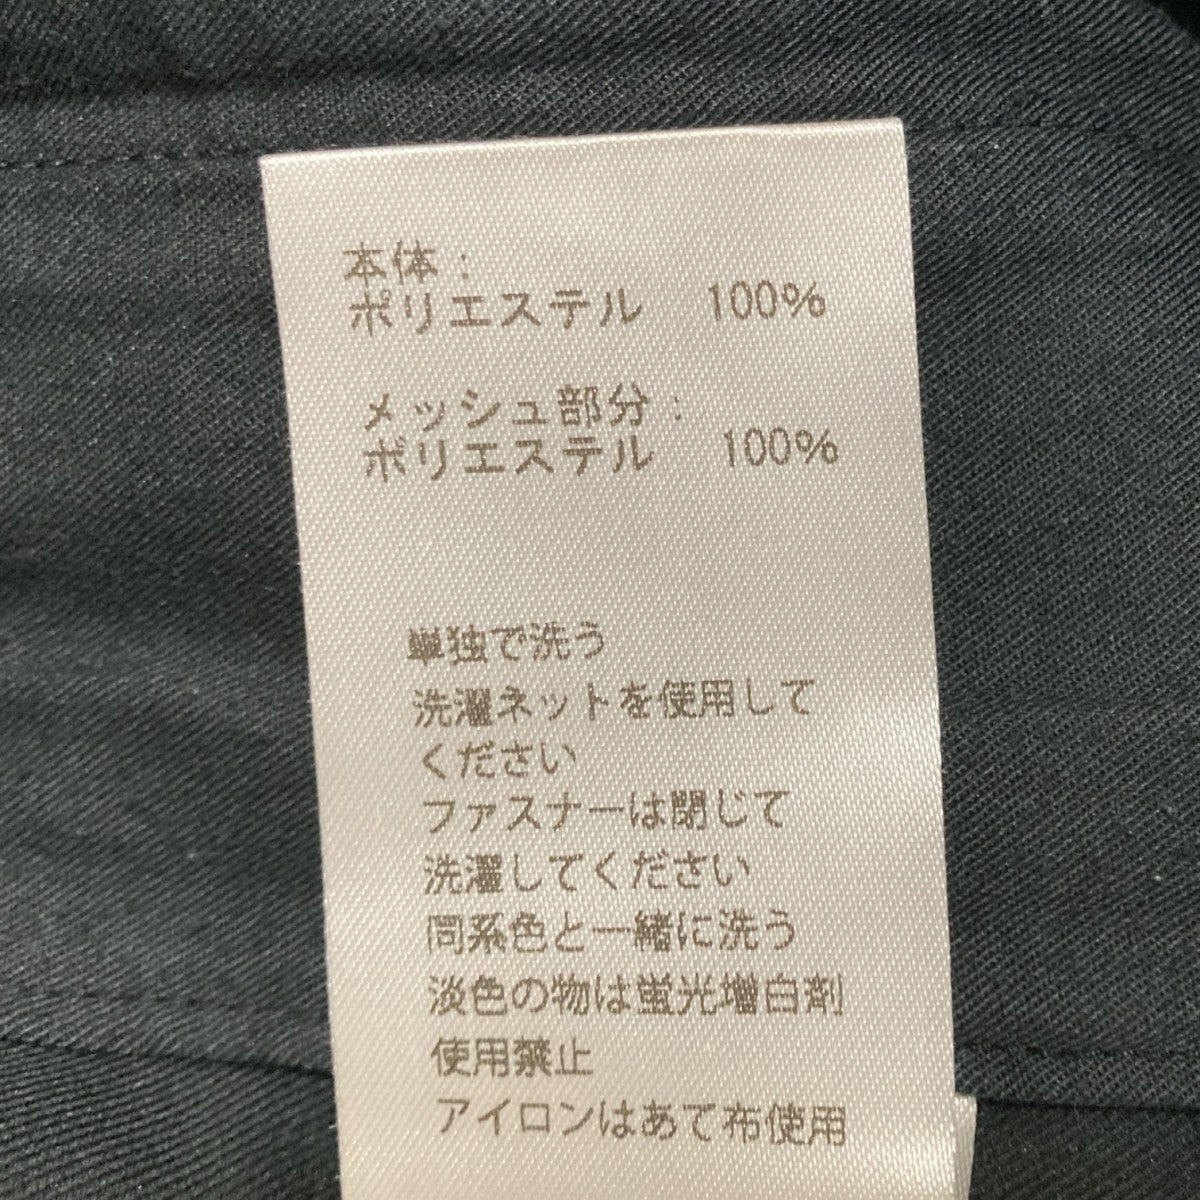 本体：
ポリエステル 100%
メッシュ部分：
ポリエステル 100%
単独で洗う
洗濯ネットを使用して
ください
ファスナーは閉じて
洗濯してください
同系色と一緒に洗う
淡色の物は蛍光増白剤
使用禁止
アイロンはあて布使用